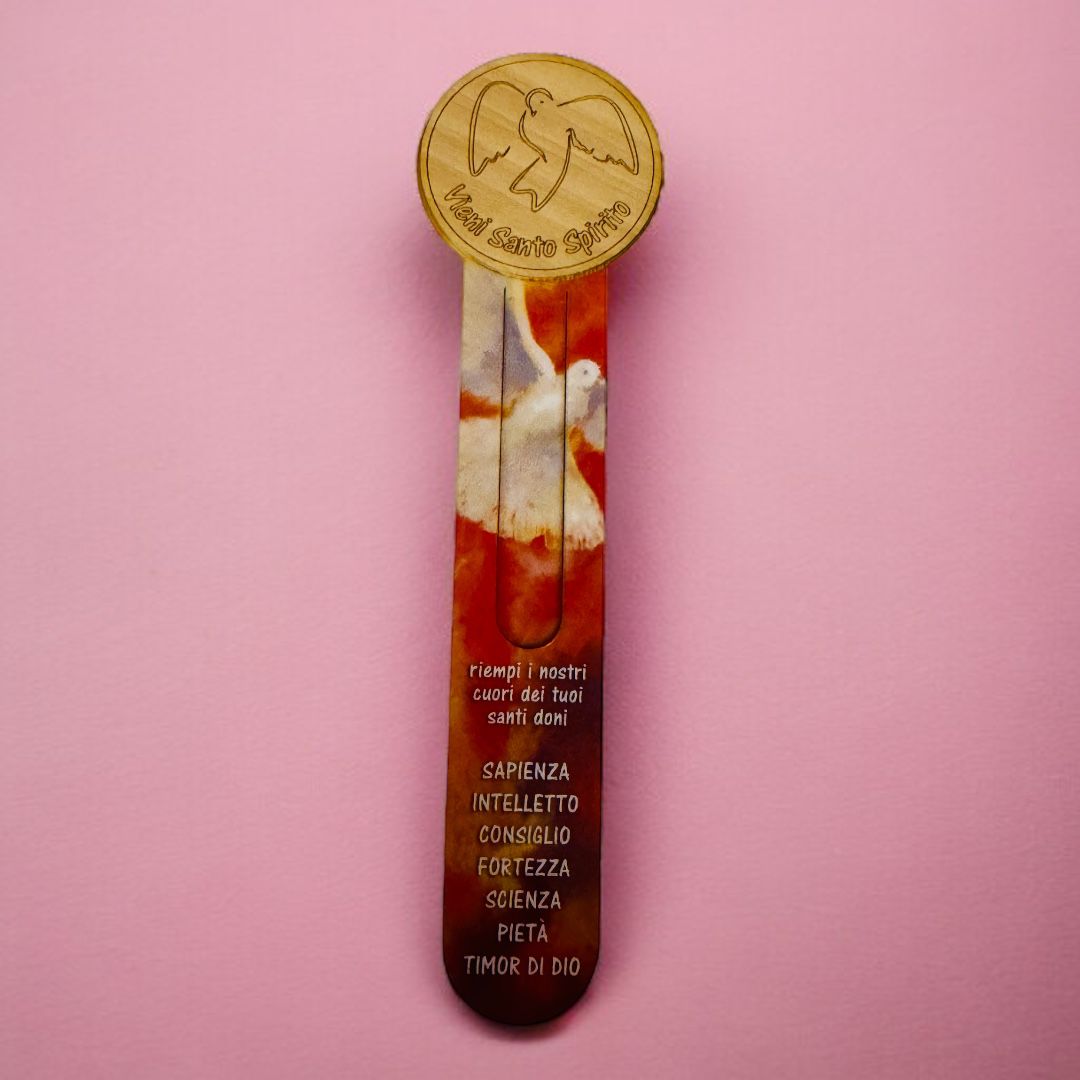 Vieni Santo Spirito
riempi i nostri
cuori dei tuoi
santi doni
SAPIENZA
INTELLETTO
CONSIGLIO
FORTEZZA
SCIENZA
PIETÀ
TIMOR DI DIO